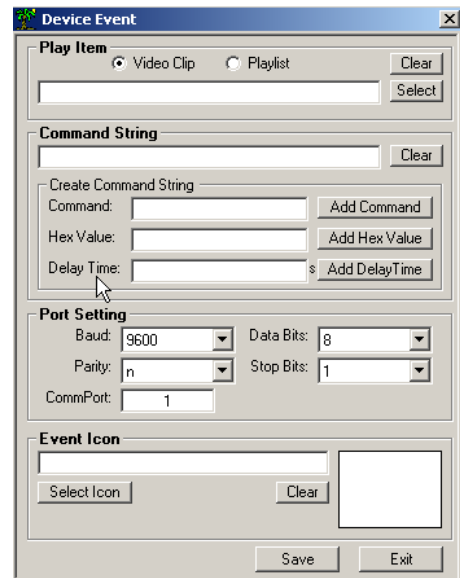 Device Event
Play Item
Video Clip Playlist Clear
Select
Command String
Clear
Create Command String
Command: Add Command
Hex Value: Add Hex Value
Delay Time: s Add DelayTime
Port Setting
Baud: 9600 Data Bits: 8
Parity: n Stop Bits: 1
CommPort: 1
Event Icon
Select Icon Clear
Save Exit